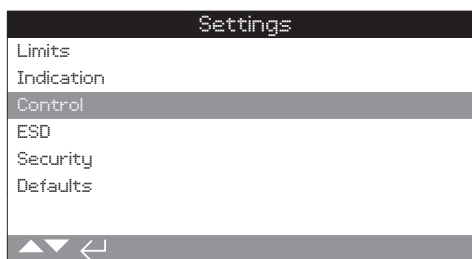 Settings
Limits
Indication
Control
ESD
Security
Defaults